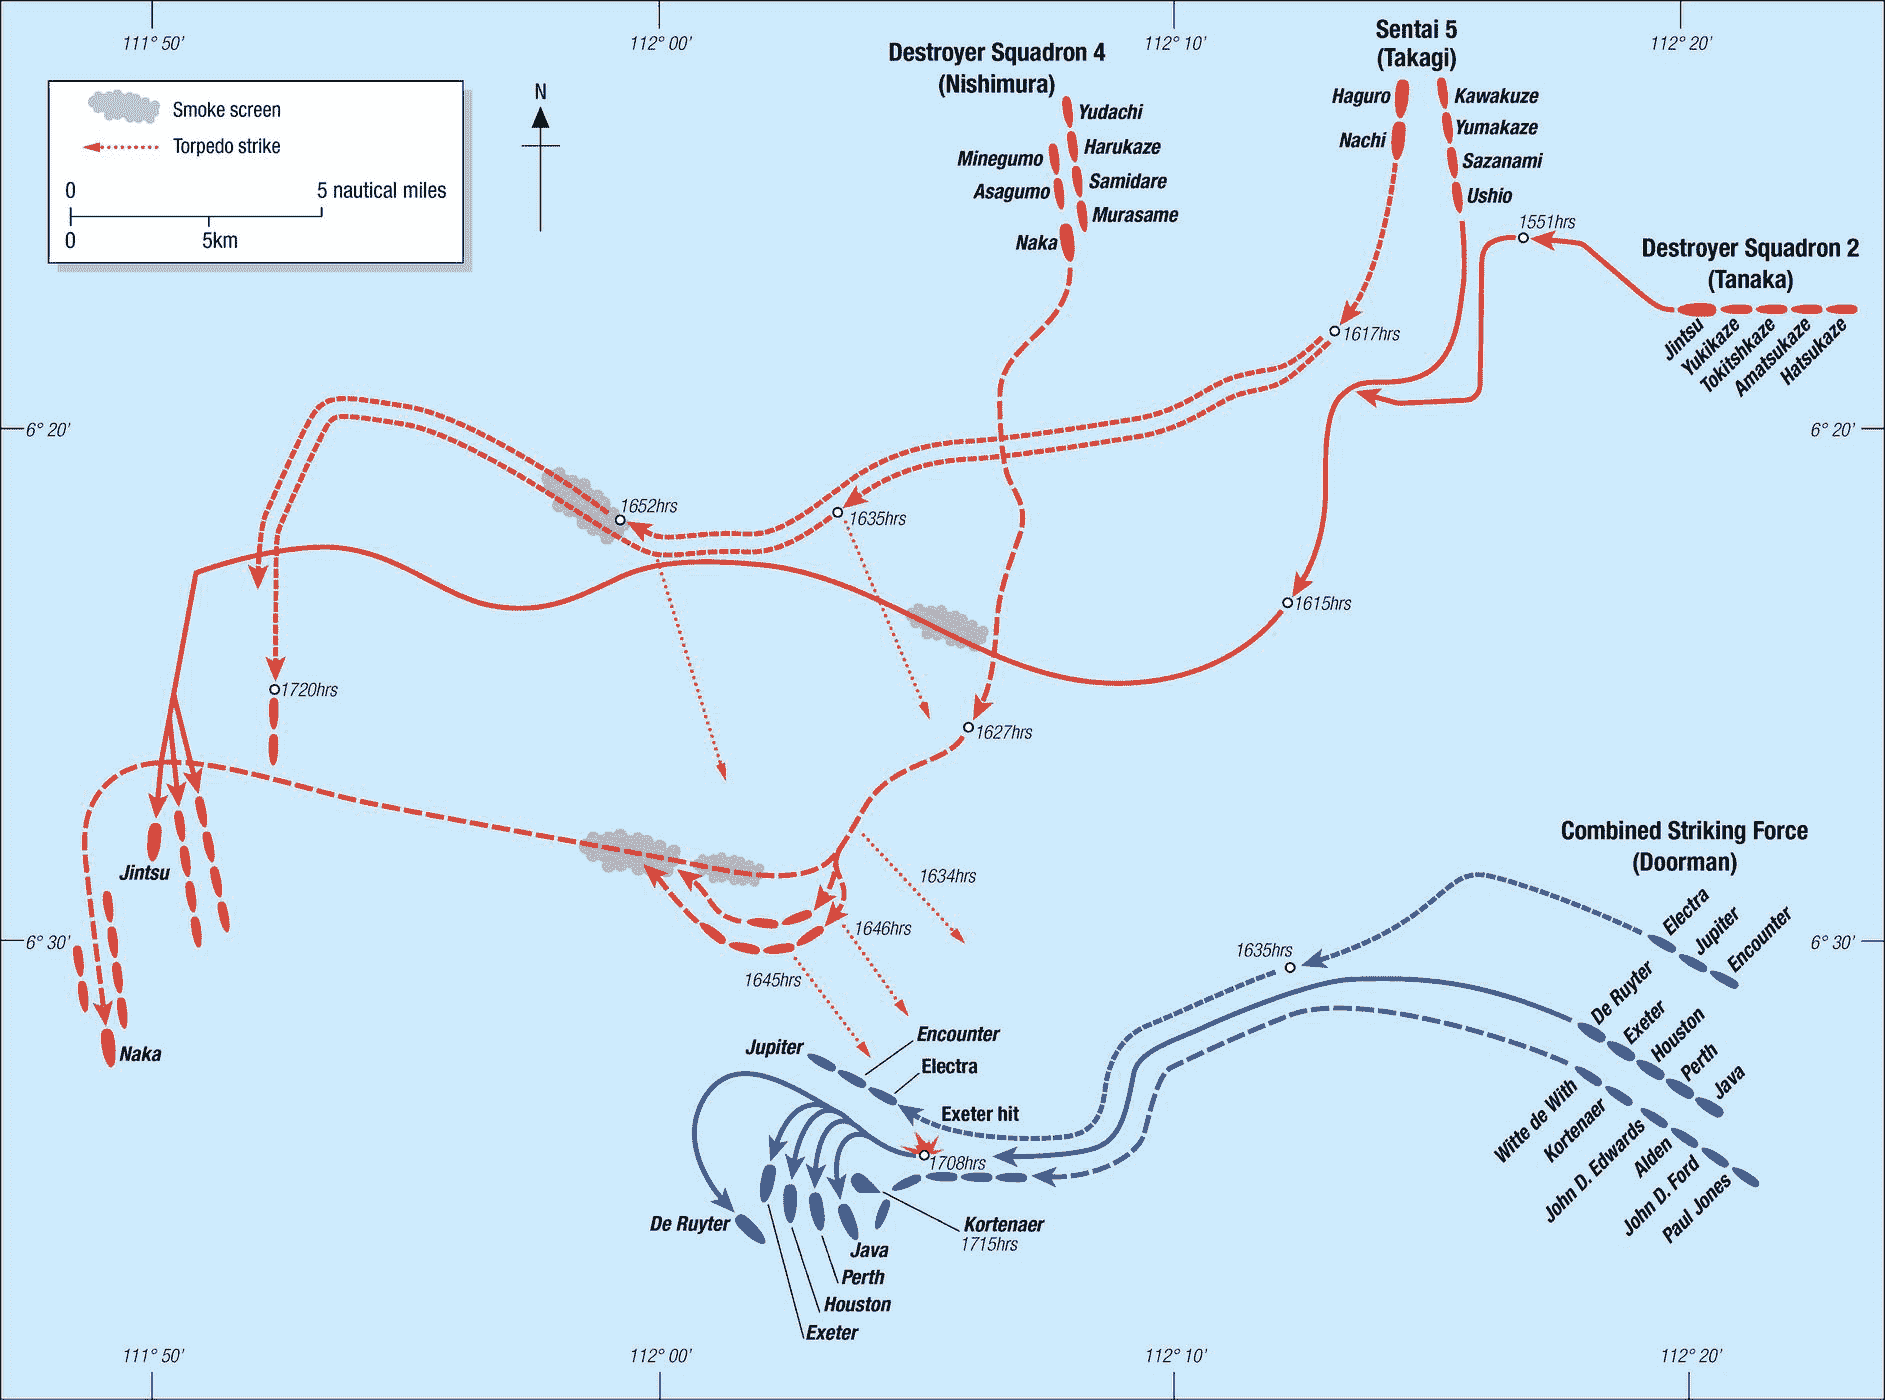 111° 50'
112° 00'
112° 10'
112° 20'
Smoke screen
Torpedo strike
0
5 nautical miles
0
5km
N
Destroyer Squadron 4
(Nishimura)
Yudachi
Harukaze
Minegumo
Samidare
Asagumo
Murasame
Naka
Sentai 5
(Takagi)
Haguro
Kawakuze
Nachi
Yumakaze
Sazanami
Ushio
1551hrs
Destroyer Squadron 2
(Tanaka)
Jintsu
Yukikaze
Tokitshkaze
Amatsukaze
Hatsukaze
1617hrs
6° 20'
6° 20'
1652hrs
1635hrs
1615hrs
1720hrs
1627hrs
Jintsu
1634hrs
1646hrs
1645hrs
6° 30'
6° 30'
Naka
Combined Striking Force
(Doorman)
Electra
Jupiter
Encounter
1635hrs
De Ruyter
Exeter
Houston
Perth
Java
Witte de With
Kortenaer
John D. Edwards
Alden
John D. Ford
Paul Jones
Encounter
Jupiter
Electra
Exeter hit
1708hrs
De Ruyter
Kortenaer
1715hrs
Java
Perth
Houston
Exeter
111° 50'
112° 00'
112° 10'
112° 20'